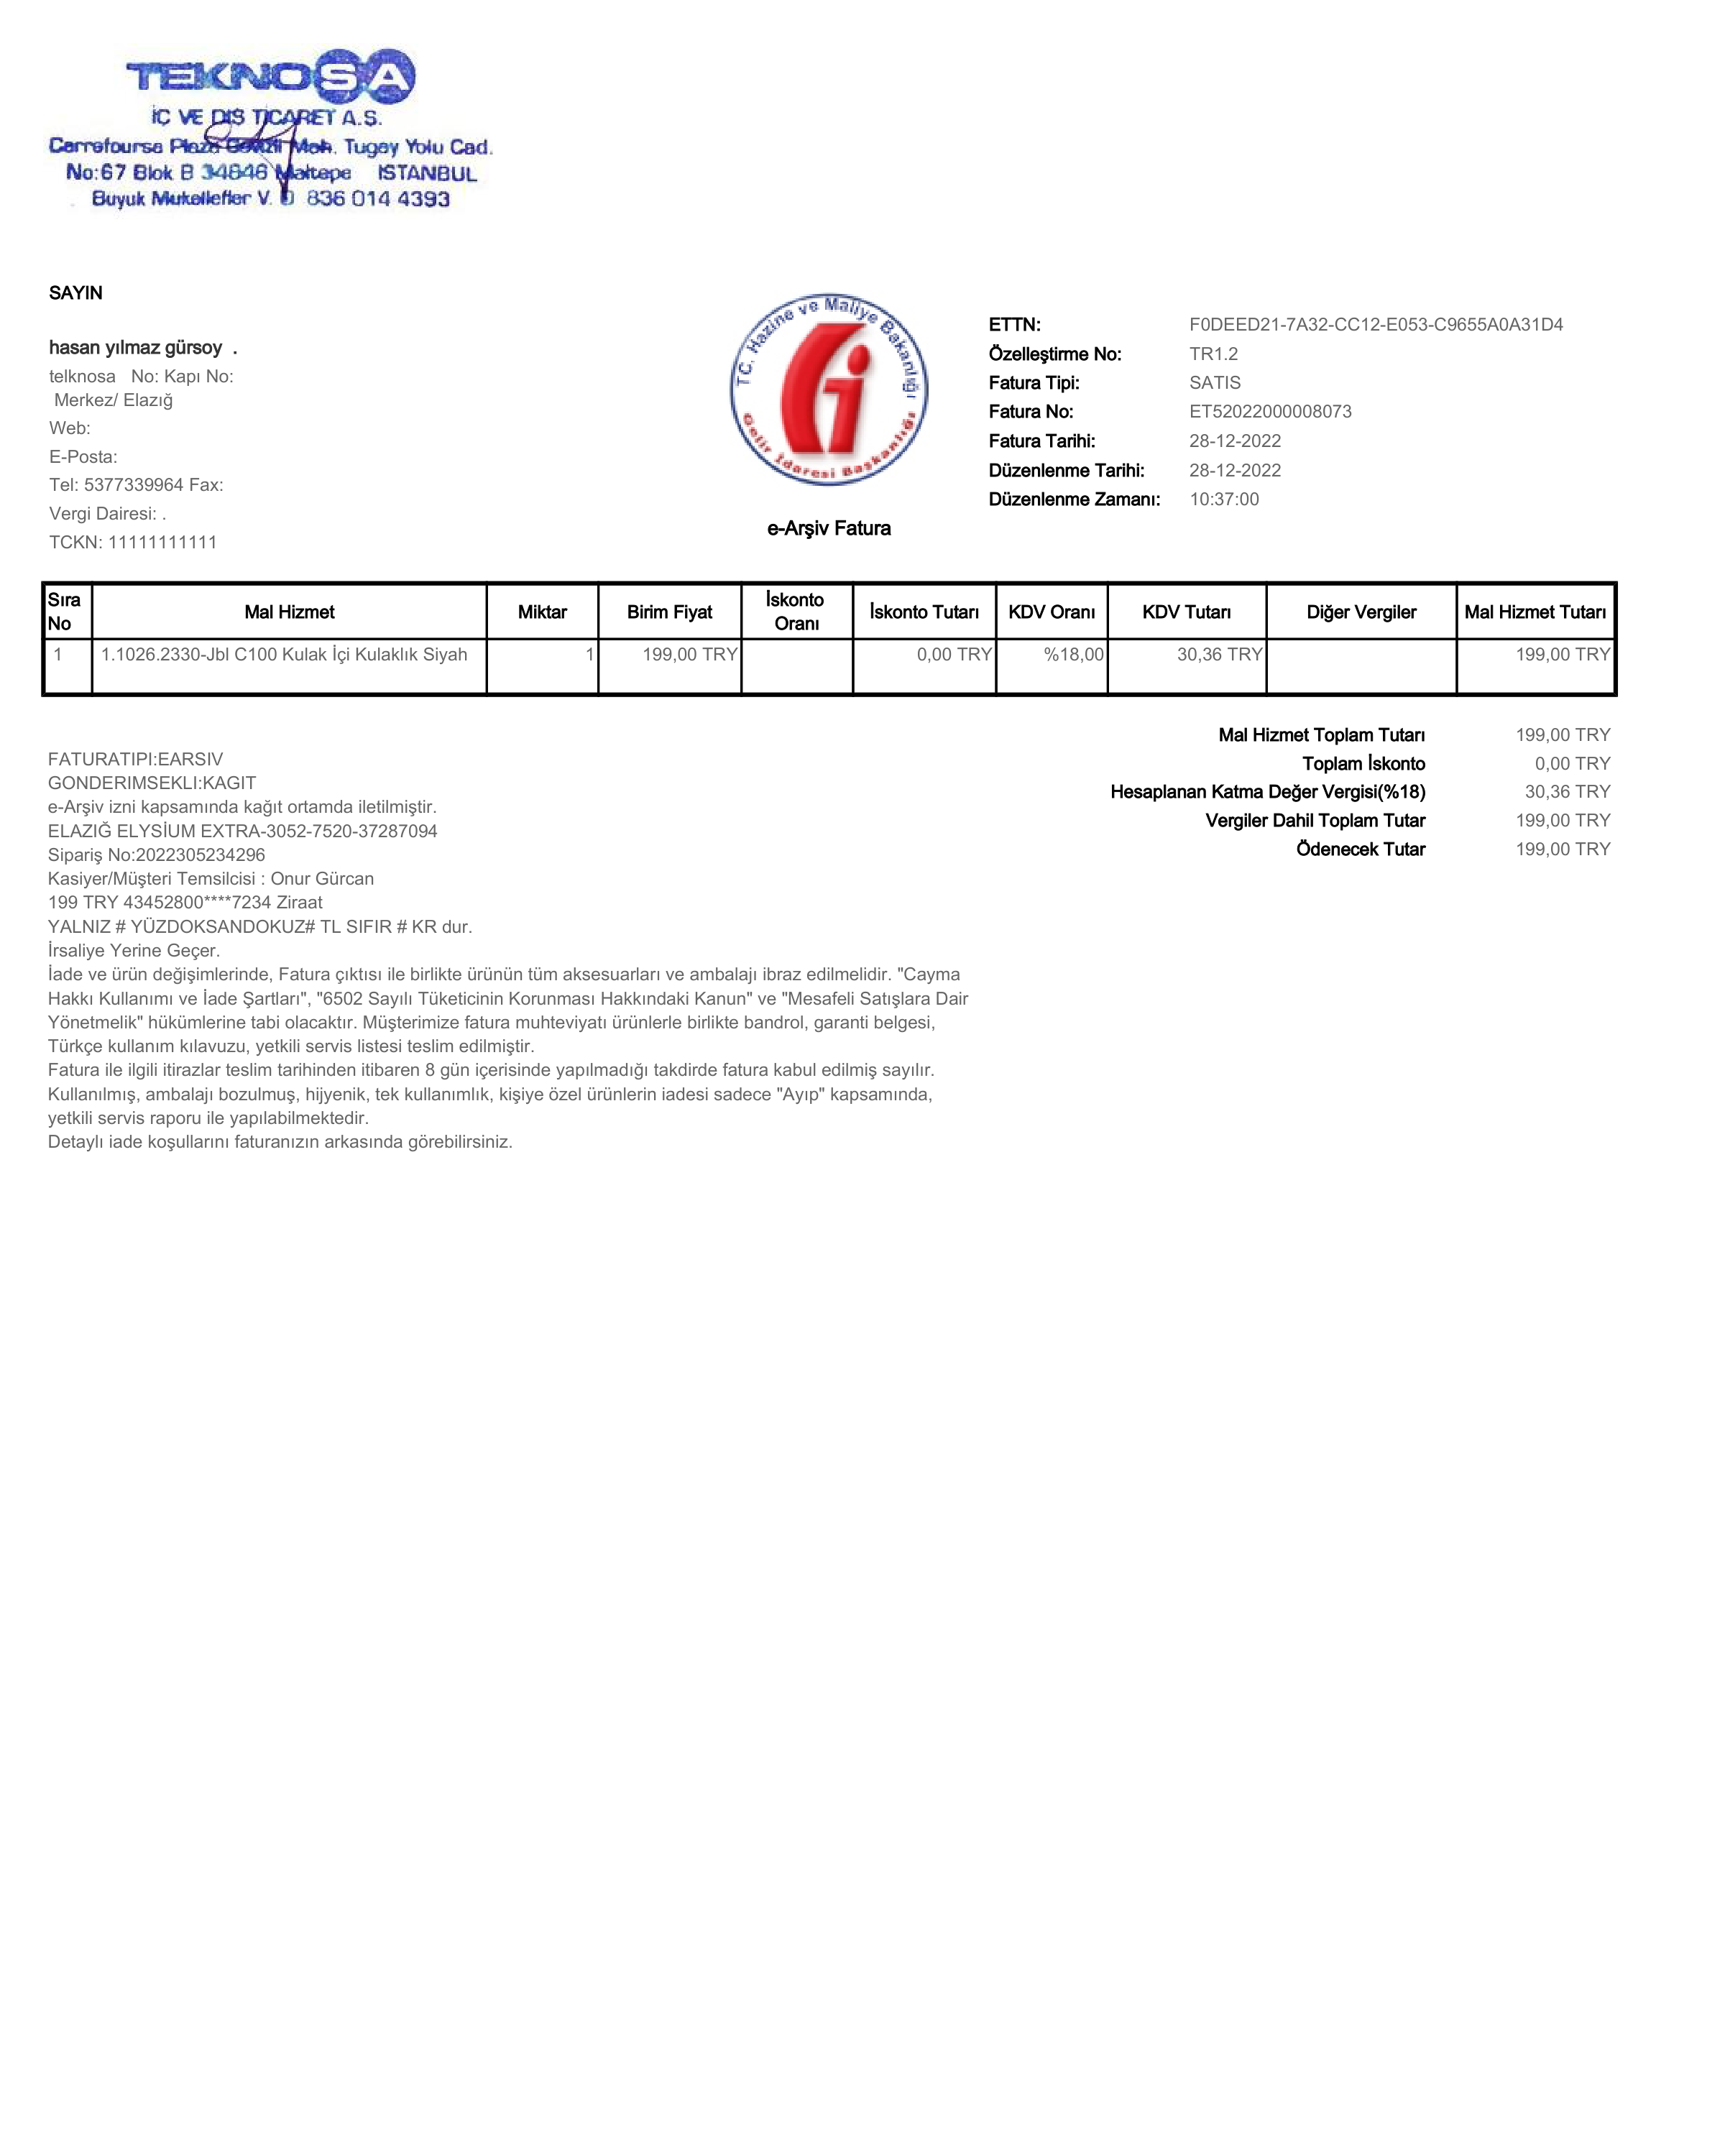 TEKNOSA
İÇ VE DIŞ TİCARET A.Ş.
Carrefoursa Plaza Cevizli Mah. Tugay Yolu Cad.
No:67 Blok B 34846 Maltepe ISTANBUL
Buyuk Mukellefler V. D 836 014 4393
SAYIN
hasan yılmaz gürsoy .
telknosa No: Kapı No:
Merkez/ Elazığ
Web:
E-Posta:
Tel: 5377339964 Fax:
Vergi Dairesi: .
TCKN: 11111111111
T.C. Hazine ve Maliye Bakanlığı
Gelir İdaresi Başkanlığı
e-Arşiv Fatura
ETTN: F0DEED21-7A32-CC12-E053-C9655A0A31D4
Özelleştirme No: TR1.2
Fatura Tipi: SATIS
Fatura No: ET52022000008073
Fatura Tarihi: 28-12-2022
Düzenlenme Tarihi: 28-12-2022
Düzenlenme Zamanı: 10:37:00
Sıra No Mal Hizmet Miktar Birim Fiyat İskonto Oranı İskonto Tutarı KDV Oranı KDV Tutarı Diğer Vergiler Mal Hizmet Tutarı
1 1.1026.2330-Jbl C100 Kulak İçi Kulaklık Siyah 1 199,00 TRY 0,00 TRY %18,00 30,36 TRY 199,00 TRY
Mal Hizmet Toplam Tutarı 199,00 TRY
Toplam İskonto 0,00 TRY
Hesaplanan Katma Değer Vergisi(%18) 30,36 TRY
Vergiler Dahil Toplam Tutar 199,00 TRY
Ödenecek Tutar 199,00 TRY
FATURATIPI:EARSIV
GONDERIMSEKLI:KAGIT
e-Arşiv izni kapsamında kağıt ortamda iletilmiştir.
ELAZIĞ ELYSİUM EXTRA-3052-7520-37287094
Sipariş No:2022305234296
Kasiyer/Müşteri Temsilcisi : Onur Gürcan
199 TRY 43452800****7234 Ziraat
YALNIZ # YÜZDOKSANDOKUZ# TL SIFIR # KR dur.
İrsaliye Yerine Geçer.
İade ve ürün değişimlerinde, Fatura çıktısı ile birlikte ürünün tüm aksesuarları ve ambalajı ibraz edilmelidir. "Cayma
Hakkı Kullanımı ve İade Şartları", "6502 Sayılı Tüketicinin Korunması Hakkındaki Kanun" ve "Mesafeli Satışlara Dair
Yönetmelik" hükümlerine tabi olacaktır. Müşterimize fatura muhteviyatı ürünlerle birlikte bandrol, garanti belgesi,
Türkçe kullanım kılavuzu, yetkili servis listesi teslim edilmiştir.
Fatura ile ilgili itirazlar teslim tarihinden itibaren 8 gün içerisinde yapılmadığı takdirde fatura kabul edilmiş sayılır.
Kullanılmış, ambalajı bozulmuş, hijyenik, tek kullanımlık, kişiye özel ürünlerin iadesi sadece "Ayıp" kapsamında,
yetkili servis raporu ile yapılabilmektedir.
Detaylı iade koşullarını faturanızın arkasında görebilirsiniz.